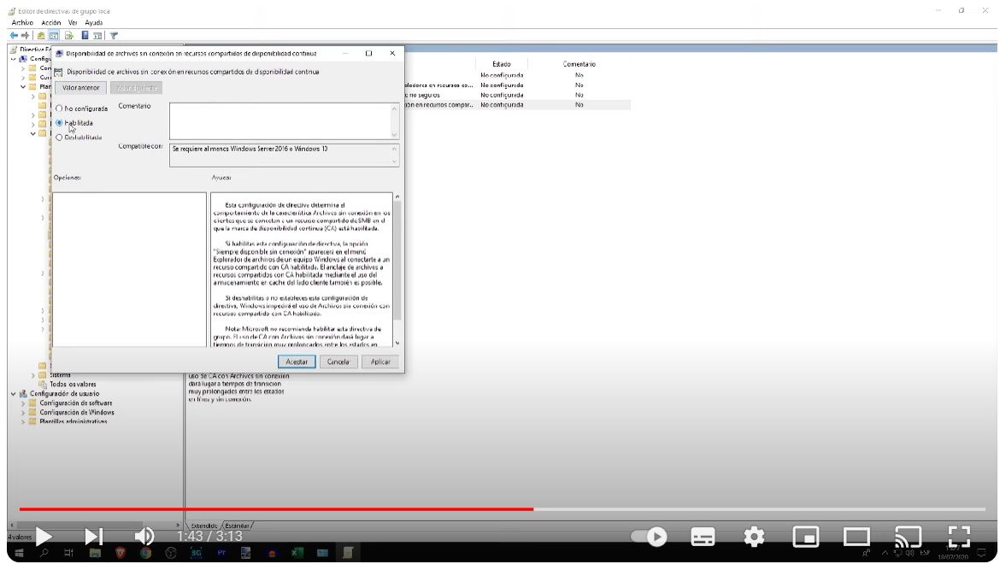 Editor de directivas de grupo local
Archivo Acción Ver Ayuda
Disponibilidad de archivos sin conexión en recursos compartidos de disponibilidad continua
Disponibilidad de archivos sin conexión en recursos compartidos de disponibilidad continua
Valor anterior Valor siguiente
No configurada
Habilitada
Deshabilitada
Comentario
Compatible con:
Se requiere al menos Windows Server 2016 o Windows 10
Opciones:
Ayuda:
Esta configuración de directiva determina el
comportamiento de la característica Archivos sin conexión en los
clientes que se conectan a un recurso compartido de SMB en el
que la marca de disponibilidad continua (CA) está habilitada.
Si habilitas esta configuración de directiva, la opción
"Siempre disponible sin conexión" aparecerá en el menú
Explorador de archivos de un equipo Windows al conectarte a un
recurso compartido con CA habilitada. El anclaje de archivos a
recursos compartidos con CA habilitada mediante el uso del
almacenamiento en caché del lado cliente también es posible.
Si deshabilitas o no estableces esta configuración de
directiva, Windows impedirá el uso de Archivos sin conexión con
recursos compartidos con CA habilitada.
Nota: Microsoft no recomienda habilitar esta directiva de
grupo. El uso de CA con Archivos sin conexión dará lugar a
tiempos de transición muy prolongados entre los estados en
Aceptar Cancelar Aplicar
Estado Comentario
No configurada No
oladores en recursos co... No configurada No
d no seguros No configurada No
ón en recursos compar... No configurada No
Directiva E
Configu
Con
Con
Plan
Sistema
Todos los valores
Configuración de usuario
Configuración de software
Configuración de Windows
Plantillas administrativas
uso de CA con Archivos sin conexión
dará lugar a tiempos de transición
muy prolongados entre los estados
en línea y sin conexión.
Extendido Estándar
4 valores
1:43 / 3:13
ESP
18/07/2020